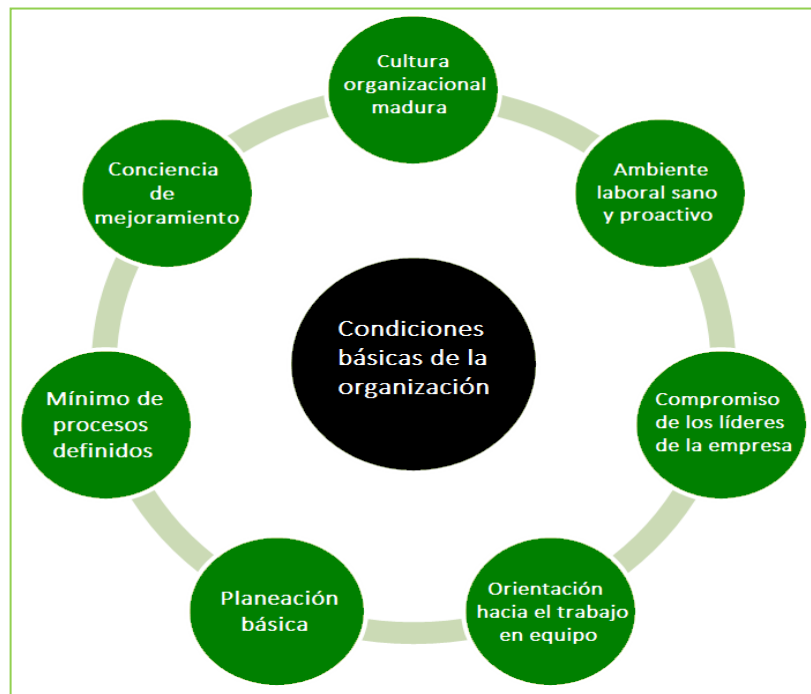 Cultura
organizacional
madura
Ambiente
laboral sano
y proactivo
Compromiso
de los líderes
de la empresa
Orientación
hacia el trabajo
en equipo
Planeación
básica
Mínimo de
procesos
definidos
Conciencia
de
mejoramiento
Condiciones
básicas de la
organización